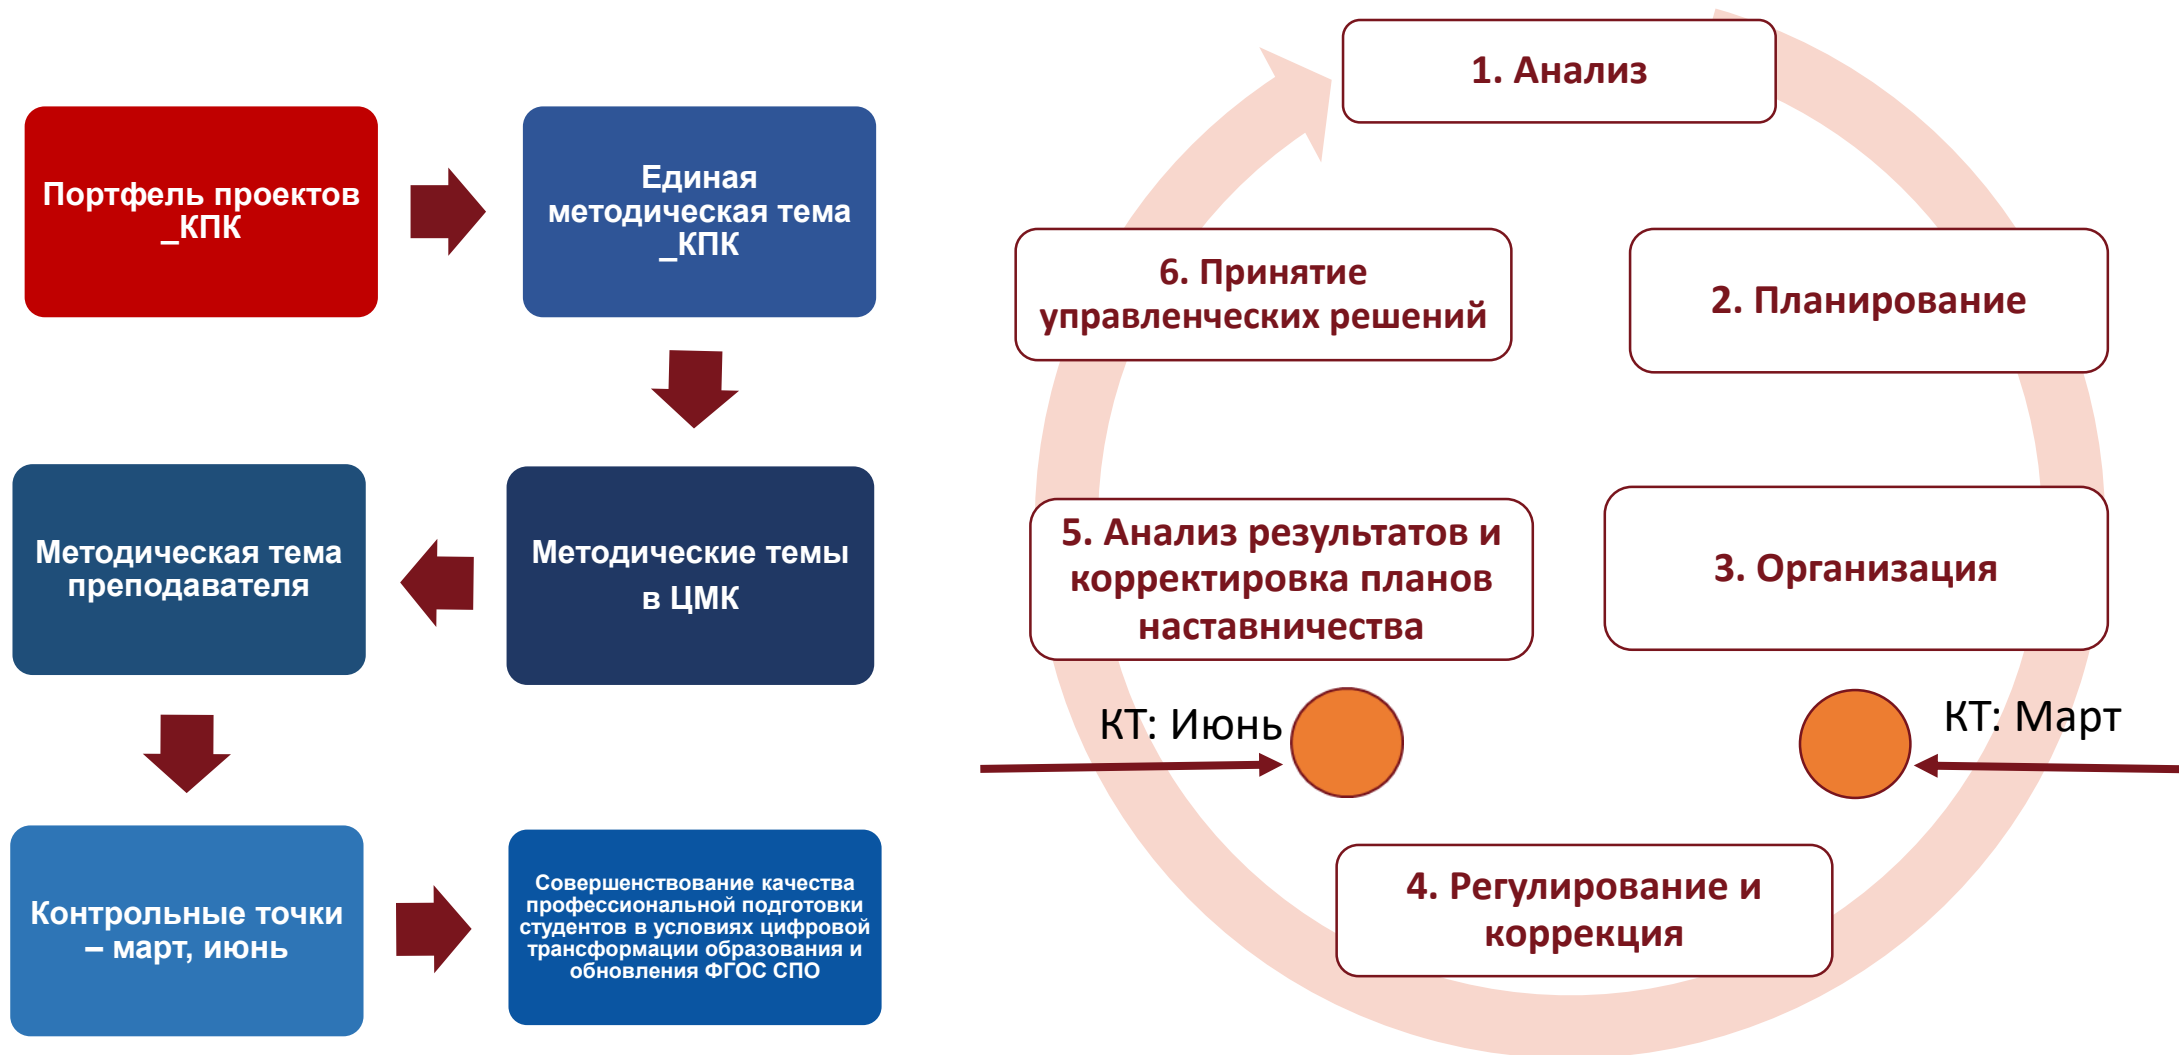 Портфель проектов
_КПК
Единая
методическая тема
_КПК
Методическая тема
преподавателя
Методические темы
в ЦМК
Контрольные точки
– март, июнь
Совершенствование качества
профессиональной подготовки
студентов в условиях цифровой
трансформации образования и
обновления ФГОС СПО
1. Анализ
2. Планирование
3. Организация
4. Регулирование и
коррекция
5. Анализ результатов и
корректировка планов
наставничества
6. Принятие
управленческих решений
КТ: Июнь
КТ: Март